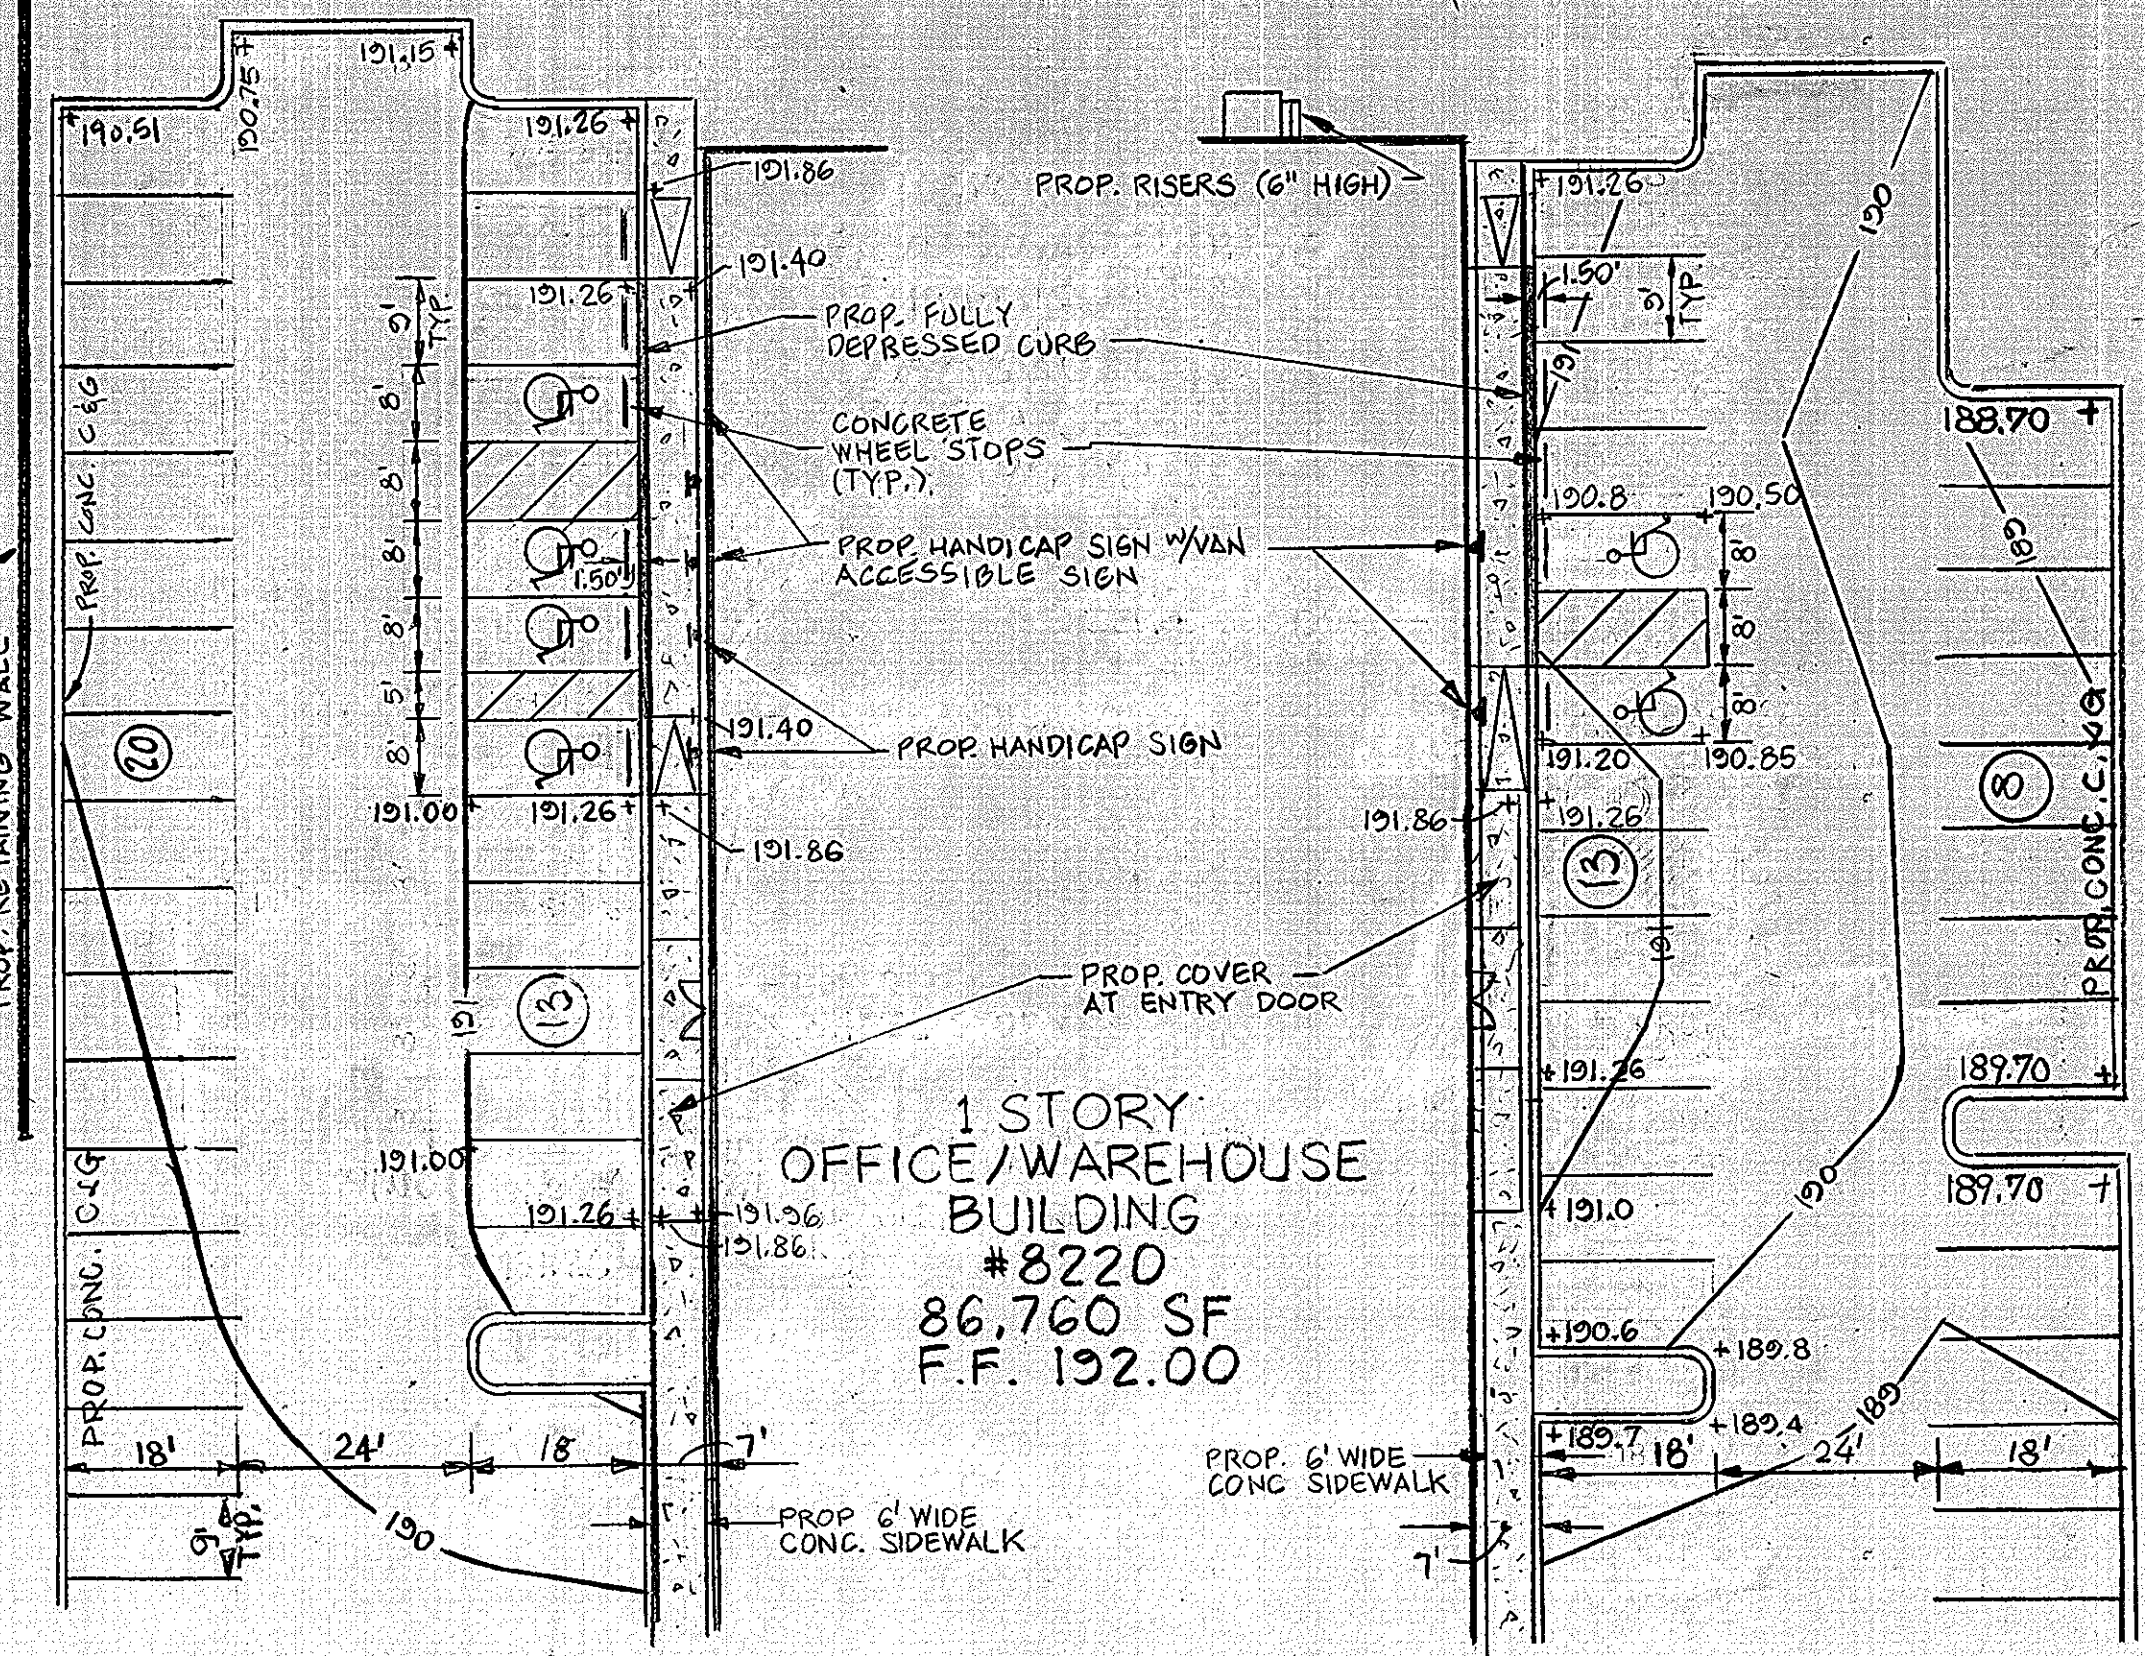 191.15
190.75
190.51
191.26
191.86
PROP. RISERS (6" HIGH)
191.26
190
191.40
191.26
9'
TYP.
1.50'
9'
TYP.
PROP. FULLY
DEPRESSED CURB
191
8'
PROP. CONC. C&G
CONCRETE
WHEEL STOPS
(TYP.)
188.70
8'
190.8
190.50
8'
1.50'
PROP. HANDICAP SIGN W/VAN
ACCESSIBLE SIGN
8'
189
8'
8'
5'
8'
8'
191.40
PROP. HANDICAP SIGN
191.20
190.85
20
8
191.00
191.26
191.86
191.86
191.26
13
PROP. CONC. C&G
PROP. RETAINING WALL
PROP. COVER
AT ENTRY DOOR
191
13
191
191.26
189.70
1 STORY
OFFICE/WAREHOUSE
BUILDING
#8220
86,760 SF
F.F. 192.00
191.00
191.26
191.96
191.86
191.0
190
189.70
PROP. CONC. C&G
190.6
189.8
189
189.7
189.4
18'
24'
18
7'
PROP. 6' WIDE
CONC SIDEWALK
18'
24'
18'
9'
TYP.
190
PROP 6' WIDE
CONC. SIDEWALK
7'